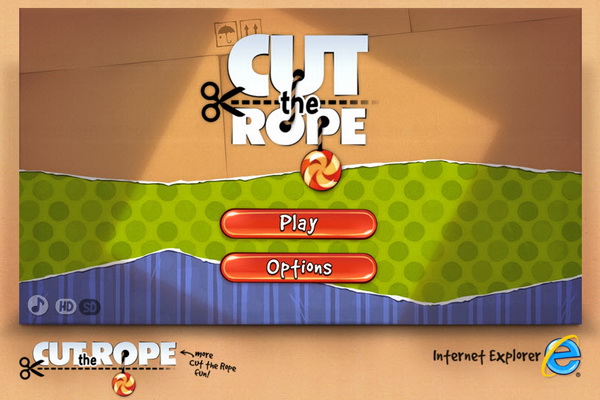 CUT
the
ROPE
Play
Options
HD SD
CUT the ROPE
more
Cut the Rope
fun!
Internet Explorer